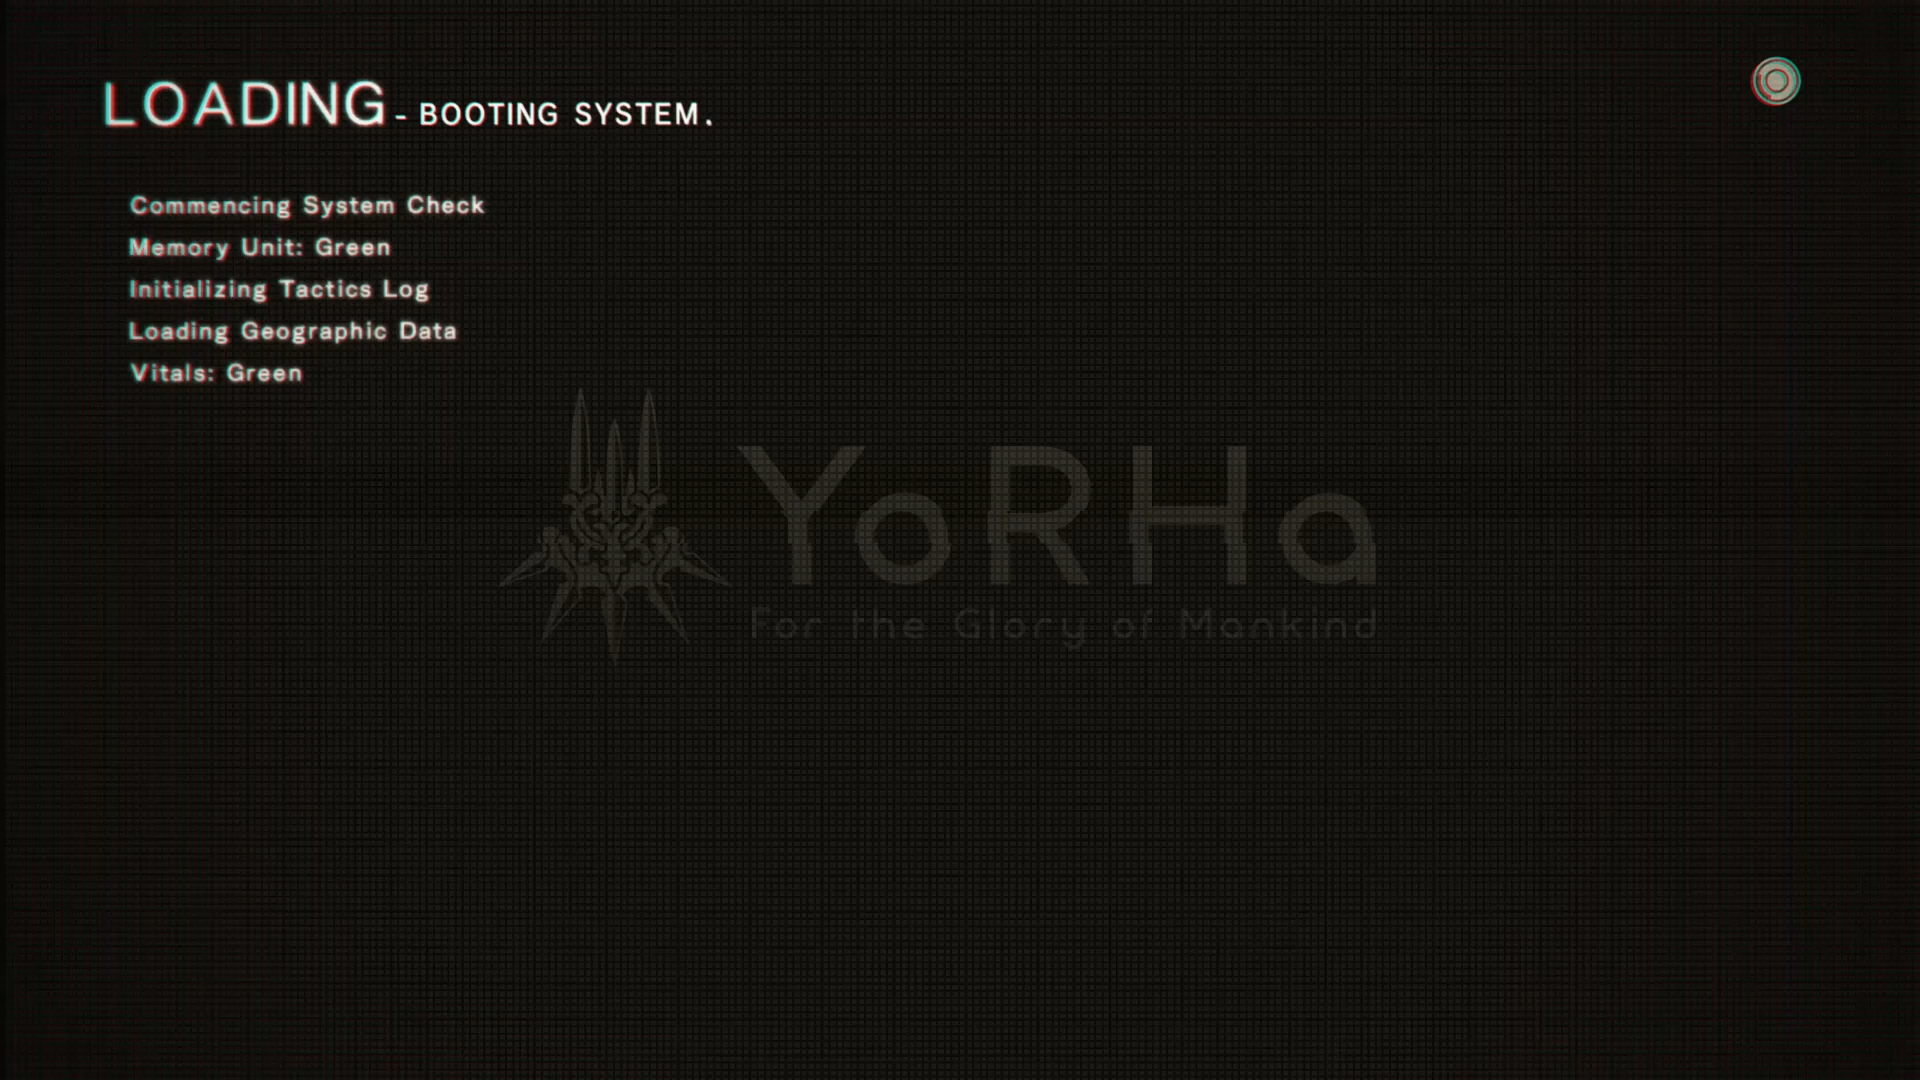 LOADING - BOOTING SYSTEM.
Commencing System Check
Memory Unit: Green
Initializing Tactics Log
Loading Geographic Data
Vitals: Green
YoRHa
For the Glory of Mankind